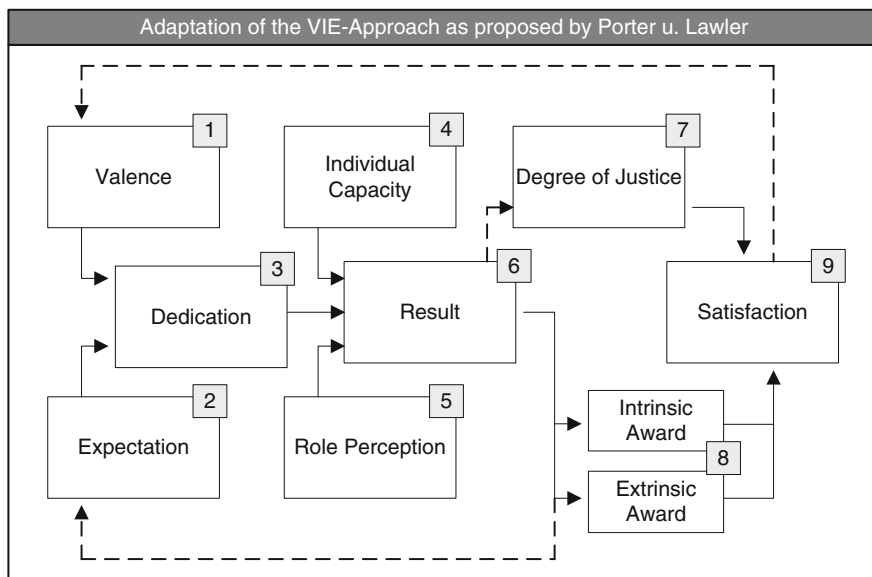 Adaptation of the VIE-Approach as proposed by Porter u. Lawler
1
Valence
4
Individual
Capacity
7
Degree of Justice
3
Dedication
6
Result
9
Satisfaction
2
Expectation
5
Role Perception
Intrinsic
Award
8
Extrinsic
Award